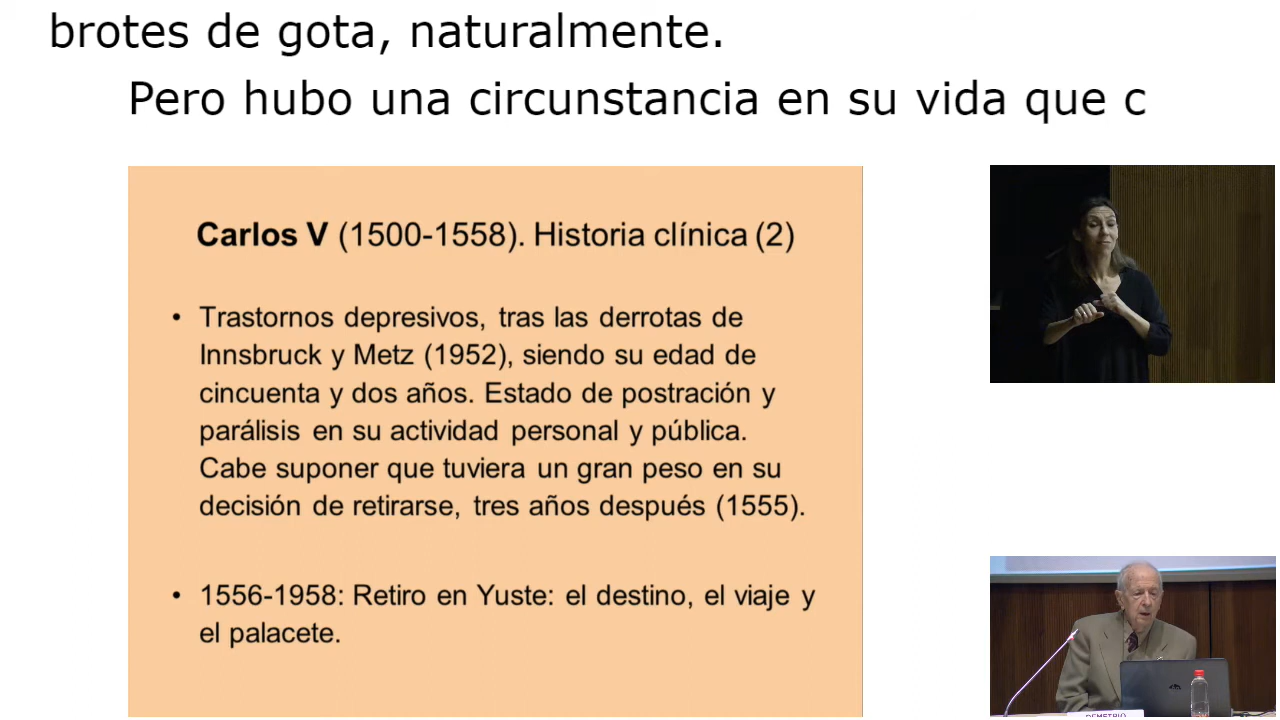 brotes de gota, naturalmente.
Pero hubo una circunstancia en su vida que c
Carlos V (1500-1558). Historia clínica (2)
• Trastornos depresivos, tras las derrotas de
Innsbruck y Metz (1952), siendo su edad de
cincuenta y dos años. Estado de postración y
parálisis en su actividad personal y pública.
Cabe suponer que tuviera un gran peso en su
decisión de retirarse, tres años después (1555).
• 1556-1958: Retiro en Yuste: el destino, el viaje y
el palacete.
DEMETRIO